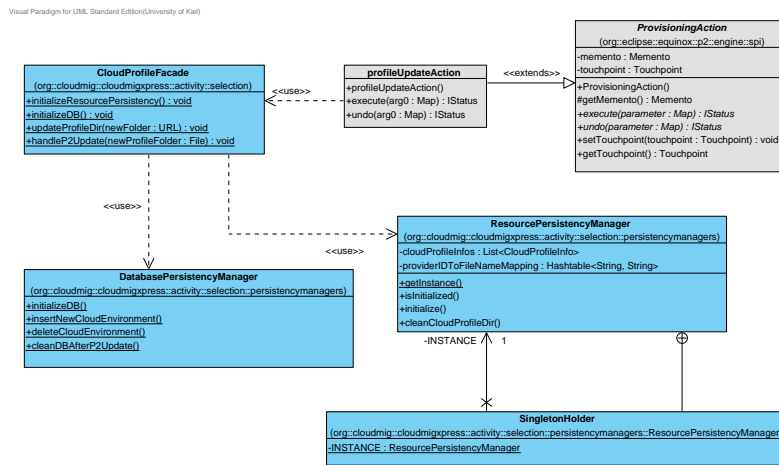 Visual Paradigm for UML Standard Edition(University of Kiel)
ProvisioningAction
(org::eclipse::equinox::p2::engine::spi)
-memento : Memento
-touchpoint : Touchpoint
+ProvisioningAction()
#getMemento() : Memento
+execute(parameter : Map) : IStatus
+undo(parameter : Map) : IStatus
+setTouchpoint(touchpoint : Touchpoint) : void
+getTouchpoint() : Touchpoint
<<extends>>
profileUpdateAction
+profileUpdateAction()
+execute(arg0 : Map) : IStatus
+undo(arg0 : Map) : IStatus
<<use>>
CloudProfileFacade
(org::cloudmig::cloudmigxpress::activity::selection)
+initializeResourcePersistency() : void
+initializeDB() : void
+updateProfileDir(newFolder : URL) : void
+handleP2Update(newProfileFolder : File) : void
<<use>>
<<use>>
ResourcePersistencyManager
(org::cloudmig::cloudmigxpress::activity::selection::persistencymanagers)
-cloudProfileInfos : List<CloudProfileInfo>
-providerIDToFileNameMapping : Hashtable<String, String>
+getInstance()
+isInitialized()
+initialize()
+cleanCloudProfileDir()
DatabasePersistencyManager
(org::cloudmig::cloudmigxpress::activity::selection::persistencymanagers)
+initializeDB()
+insertNewCloudEnvironment()
+deleteCloudEnvironment()
+cleanDBAfterP2Update()
-INSTANCE 1
SingletonHolder
(org::cloudmig::cloudmigxpress::activity::selection::persistencymanagers::ResourcePersistencyManager
-INSTANCE : ResourcePersistencyManager